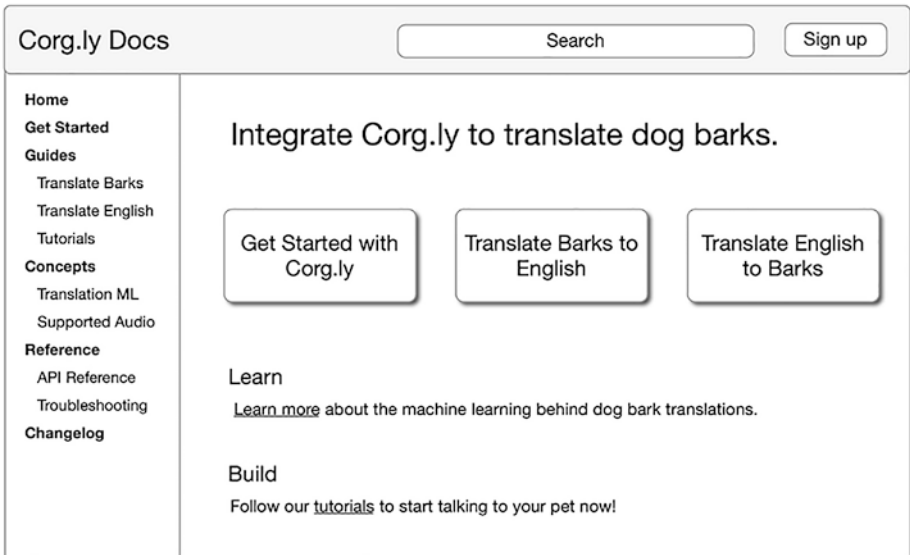 Corg.ly Docs
Search
Sign up
Home
Get Started
Guides
Translate Barks
Translate English
Tutorials
Concepts
Translation ML
Supported Audio
Reference
API Reference
Troubleshooting
Changelog
Integrate Corg.ly to translate dog barks.
Get Started with
Corg.ly
Translate Barks to
English
Translate English
to Barks
Learn
Learn more about the machine learning behind dog bark translations.
Build
Follow our tutorials to start talking to your pet now!